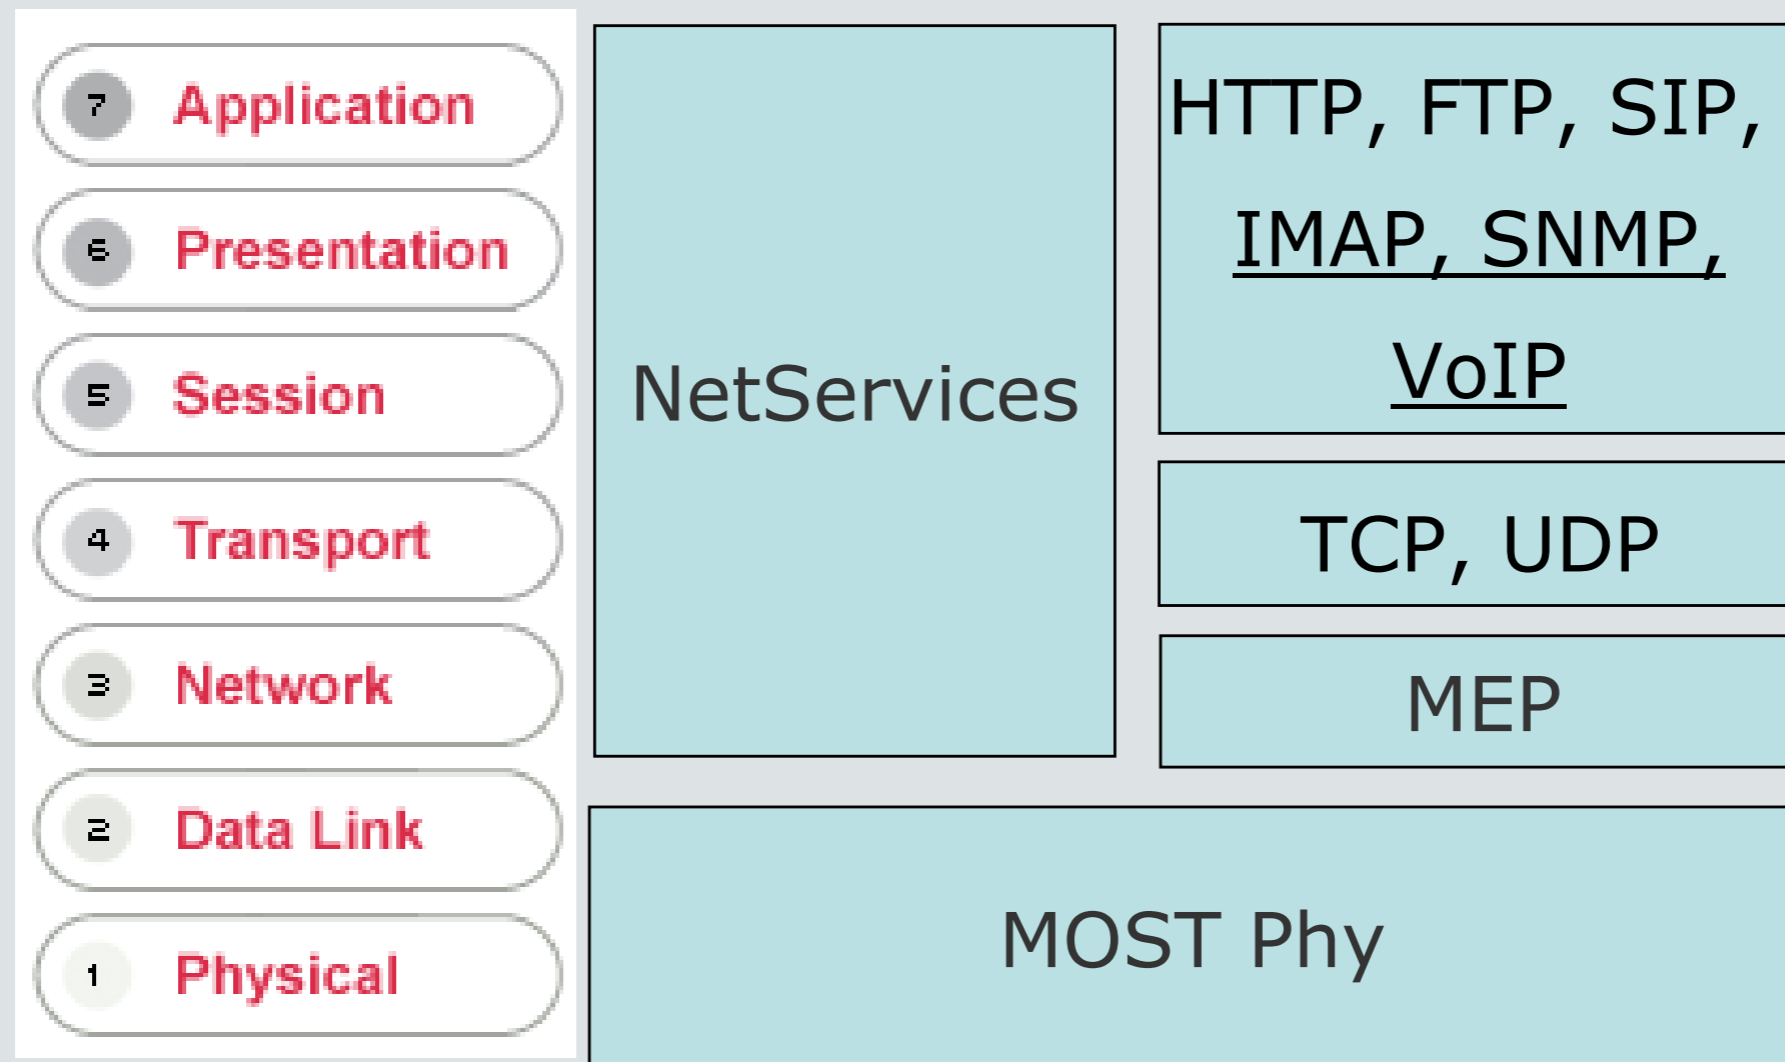 7 Application
6 Presentation
5 Session
4 Transport
3 Network
2 Data Link
1 Physical
NetServices
HTTP, FTP, SIP,
IMAP, SNMP,
VoIP
TCP, UDP
MEP
MOST Phy